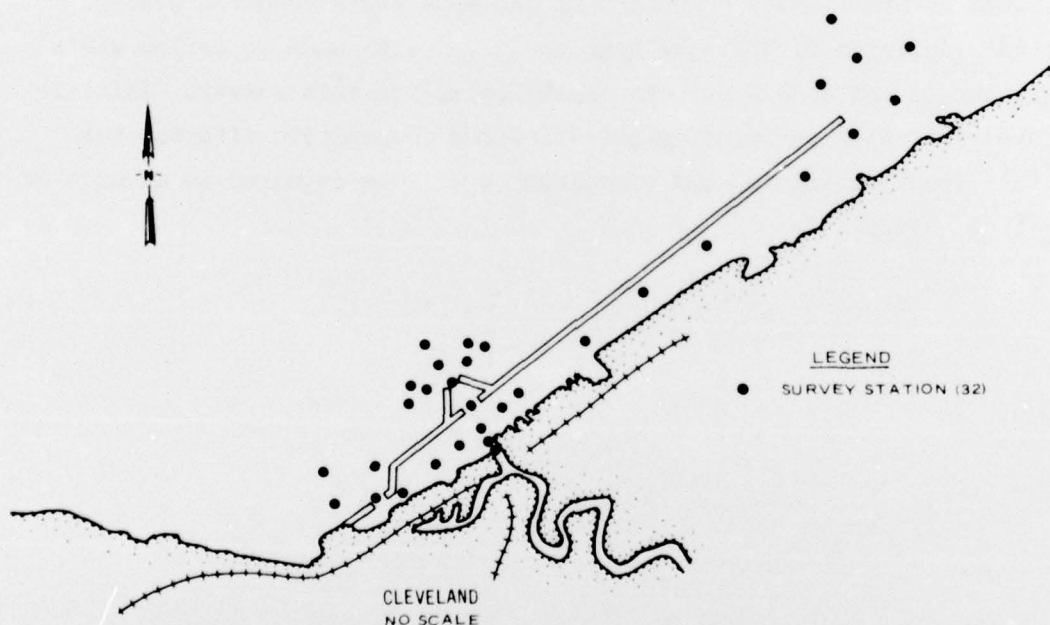 N
LEGEND
SURVEY STATION (32)
CLEVELAND
NO SCALE